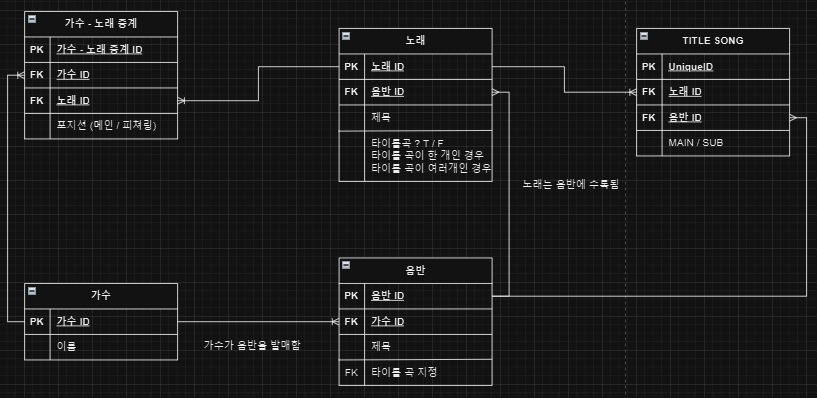 가수 - 노래 중계
PK 가수 - 노래 중계 ID
FK 가수 ID
FK 노래 ID
포지션 (메인 / 피쳐링)
노래
PK 노래 ID
FK 음반 ID
제목
타이틀곡 ? T / F
타이틀 곡이 한 개인 경우
타이틀 곡이 여러개인 경우
TITLE SONG
PK UniqueID
FK 노래 ID
FK 음반 ID
MAIN / SUB
노래는 음반에 수록됨
가수
PK 가수 ID
이름
가수가 음반을 발매함
음반
PK 음반 ID
FK 가수 ID
제목
FK 타이틀 곡 지정